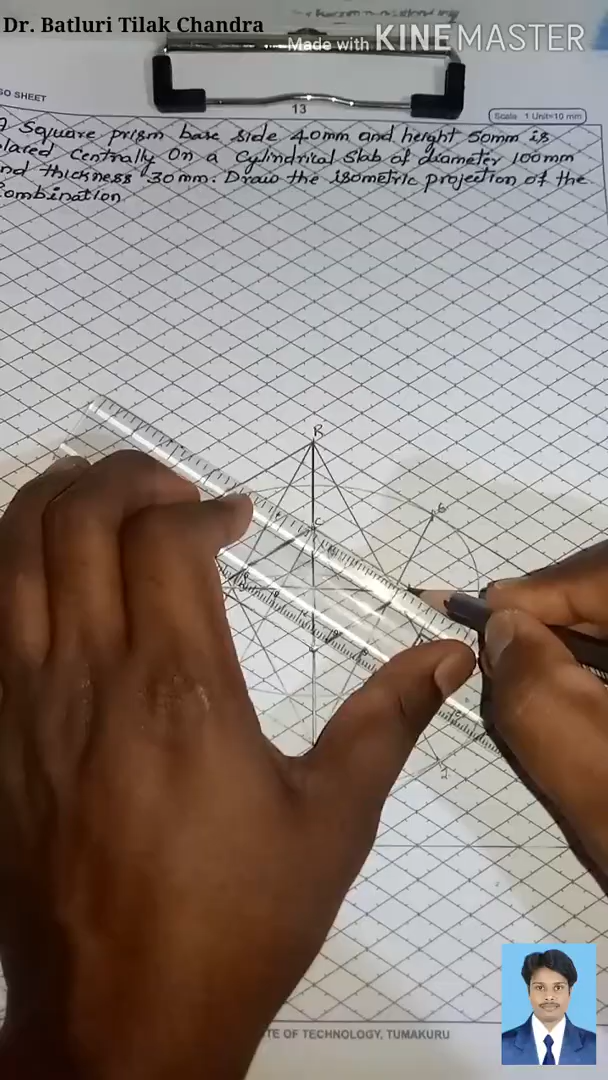 Dr. Batluri Tilak Chandra
Made with KINEMASTER
SO SHEET
13
Scale 1 Unit=10 mm
A Square prism base side 40mm and height 50mm is
placed Centrally On a Cylindrical Slab of diameter 100mm
and thickness 30mm. Draw the isometric projection of the
Combination
B
G
C
TE OF TECHNOLOGY, TUMAKURU